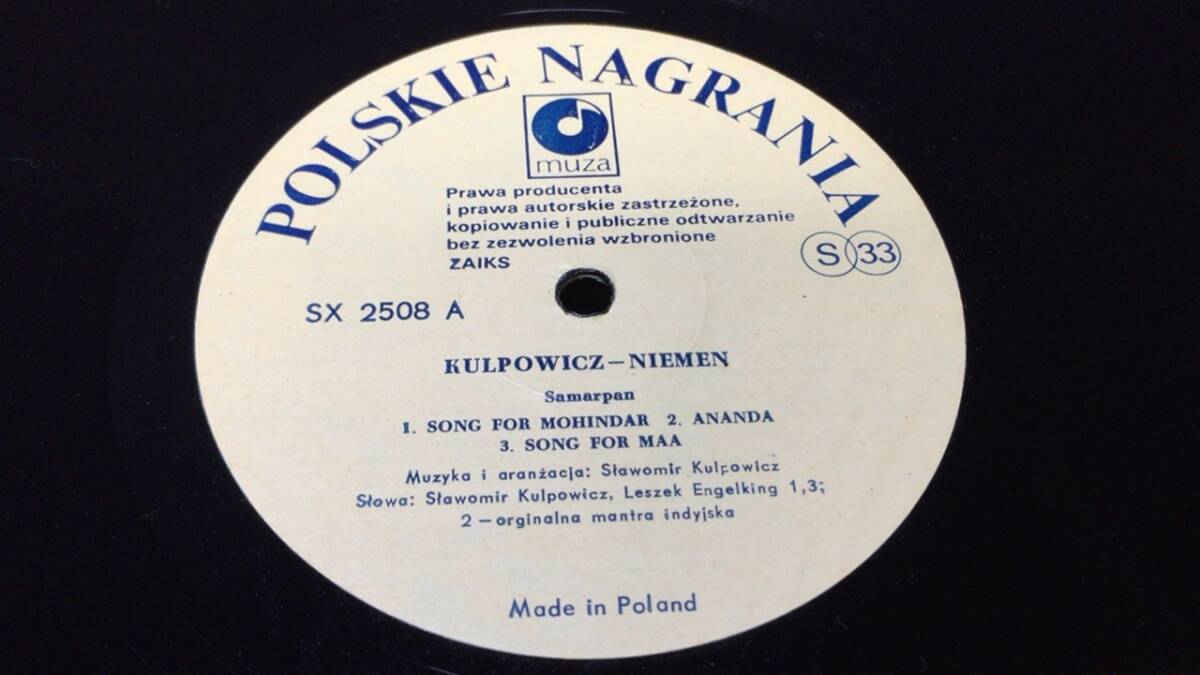 POLSKIE NAGRANIA
muza
Prawa producenta
i prawa autorskie zastrzeżone,
kopiowanie i publiczne odtwarzanie
bez zezwolenia wzbronione
ZAIKS
S 33
SX 2508 A
KULPOWICZ—NIEMEN
Samarpan
1. SONG FOR MOHINDAR 2. ANANDA
3. SONG FOR MAA
Muzyka i aranżacja: Sławomir Kulpowicz
Słowa: Sławomir Kulpowicz, Leszek Engelking 1,3;
2 — orginalna mantra indyjska
Made in Poland